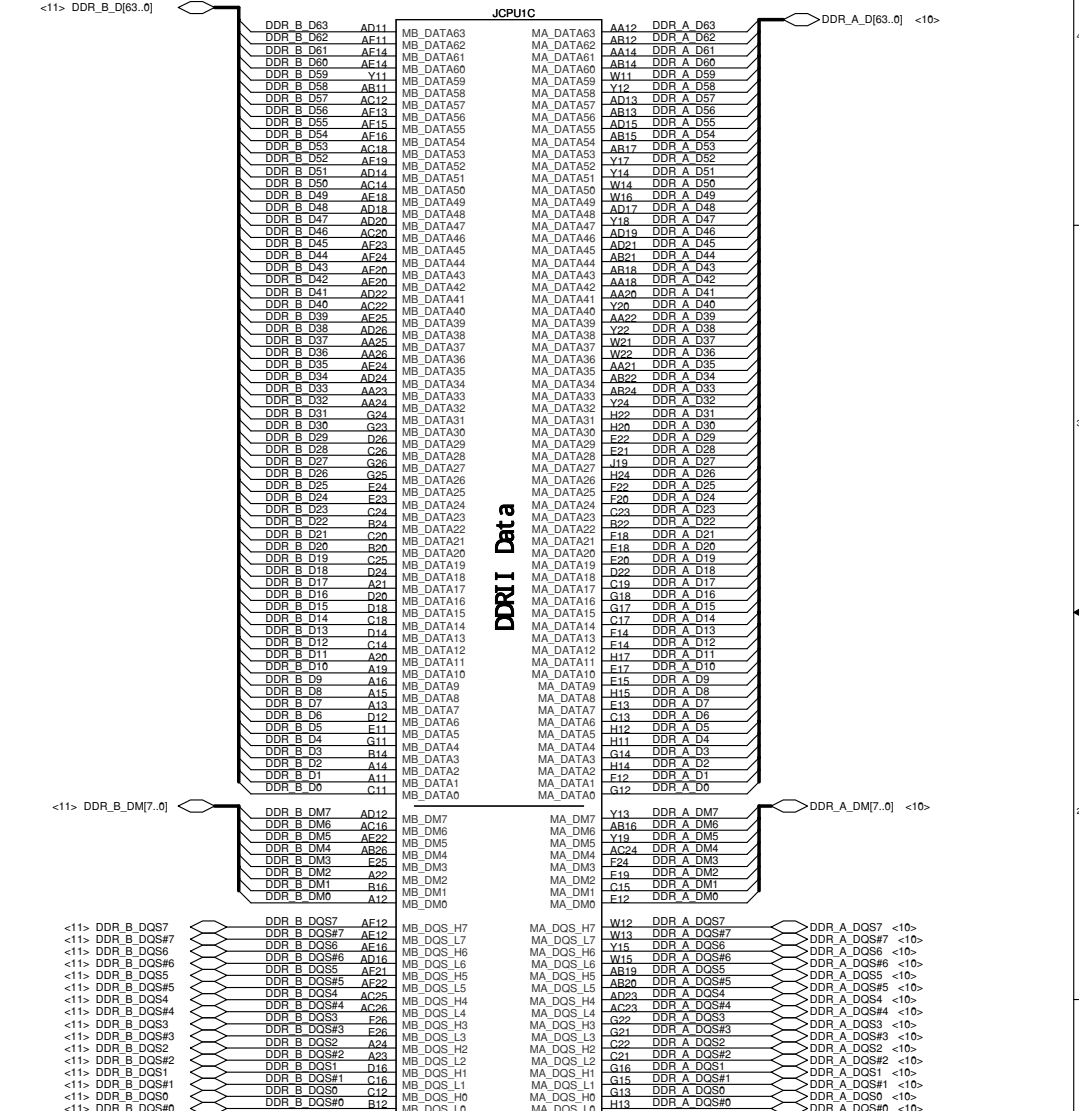 <11> DDR_B_D[63..0]
JCPU1C
DDR_A_D[63..0] <10>
DDR_B_D63 AD11 MB_DATA63 MA_DATA63 AA12 DDR_A_D63
DDR_B_D62 AF11 MB_DATA62 MA_DATA62 AB12 DDR_A_D62
DDR_B_D61 AF14 MB_DATA61 MA_DATA61 AA14 DDR_A_D61
DDR_B_D60 AE14 MB_DATA60 MA_DATA60 AB14 DDR_A_D60
DDR_B_D59 Y11 MB_DATA59 MA_DATA59 W11 DDR_A_D59
DDR_B_D58 AB11 MB_DATA58 MA_DATA58 Y12 DDR_A_D58
DDR_B_D57 AC12 MB_DATA57 MA_DATA57 AD13 DDR_A_D57
DDR_B_D56 AF13 MB_DATA56 MA_DATA56 AB13 DDR_A_D56
DDR_B_D55 AF15 MB_DATA55 MA_DATA55 AD15 DDR_A_D55
DDR_B_D54 AF16 MB_DATA54 MA_DATA54 AB15 DDR_A_D54
DDR_B_D53 AC18 MB_DATA53 MA_DATA53 AB17 DDR_A_D53
DDR_B_D52 AF19 MB_DATA52 MA_DATA52 Y17 DDR_A_D52
DDR_B_D51 AD14 MB_DATA51 MA_DATA51 Y14 DDR_A_D51
DDR_B_D50 AC14 MB_DATA50 MA_DATA50 W14 DDR_A_D50
DDR_B_D49 AE18 MB_DATA49 MA_DATA49 W16 DDR_A_D49
DDR_B_D48 AD18 MB_DATA48 MA_DATA48 AD17 DDR_A_D48
DDR_B_D47 AD20 MB_DATA47 MA_DATA47 Y18 DDR_A_D47
DDR_B_D46 AC20 MB_DATA46 MA_DATA46 AD19 DDR_A_D46
DDR_B_D45 AF23 MB_DATA45 MA_DATA45 AD21 DDR_A_D45
DDR_B_D44 AF24 MB_DATA44 MA_DATA44 AB21 DDR_A_D44
DDR_B_D43 AF20 MB_DATA43 MA_DATA43 AB18 DDR_A_D43
DDR_B_D42 AE20 MB_DATA42 MA_DATA42 AA18 DDR_A_D42
DDR_B_D41 AD22 MB_DATA41 MA_DATA41 AA20 DDR_A_D41
DDR_B_D40 AC22 MB_DATA40 MA_DATA40 Y20 DDR_A_D40
DDR_B_D39 AE25 MB_DATA39 MA_DATA39 AA22 DDR_A_D39
DDR_B_D38 AD26 MB_DATA38 MA_DATA38 Y22 DDR_A_D38
DDR_B_D37 AA25 MB_DATA37 MA_DATA37 W21 DDR_A_D37
DDR_B_D36 AA26 MB_DATA36 MA_DATA36 W22 DDR_A_D36
DDR_B_D35 AE24 MB_DATA35 MA_DATA35 AA21 DDR_A_D35
DDR_B_D34 AD24 MB_DATA34 MA_DATA34 AB22 DDR_A_D34
DDR_B_D33 AA23 MB_DATA33 MA_DATA33 AB24 DDR_A_D33
DDR_B_D32 AA24 MB_DATA32 MA_DATA32 Y24 DDR_A_D32
DDR_B_D31 G24 MB_DATA31 MA_DATA31 H22 DDR_A_D31
DDR_B_D30 G23 MB_DATA30 MA_DATA30 H20 DDR_A_D30
DDR_B_D29 D26 MB_DATA29 MA_DATA29 E22 DDR_A_D29
DDR_B_D28 C26 MB_DATA28 MA_DATA28 E21 DDR_A_D28
DDR_B_D27 G26 MB_DATA27 MA_DATA27 J19 DDR_A_D27
DDR_B_D26 G25 MB_DATA26 MA_DATA26 H24 DDR_A_D26
DDR_B_D25 E24 MB_DATA25 MA_DATA25 F22 DDR_A_D25
DDR_B_D24 E23 MB_DATA24 MA_DATA24 F20 DDR_A_D24
DDR_B_D23 C24 MB_DATA23 MA_DATA23 C23 DDR_A_D23
DDR_B_D22 B24 MB_DATA22 MA_DATA22 B22 DDR_A_D22
DDR_B_D21 C20 MB_DATA21 MA_DATA21 F18 DDR_A_D21
DDR_B_D20 B20 MB_DATA20 MA_DATA20 E18 DDR_A_D20
DDR_B_D19 C25 MB_DATA19 MA_DATA19 E20 DDR_A_D19
DDR_B_D18 D24 MB_DATA18 MA_DATA18 D22 DDR_A_D18
DDR_B_D17 A21 MB_DATA17 MA_DATA17 C19 DDR_A_D17
DDR_B_D16 D20 MB_DATA16 MA_DATA16 G18 DDR_A_D16
DDR_B_D15 D18 MB_DATA15 MA_DATA15 G17 DDR_A_D15
DDR_B_D14 C18 MB_DATA14 MA_DATA14 C17 DDR_A_D14
DDR_B_D13 D14 MB_DATA13 MA_DATA13 F14 DDR_A_D13
DDR_B_D12 C14 MB_DATA12 MA_DATA12 E14 DDR_A_D12
DDR_B_D11 A20 MB_DATA11 MA_DATA11 H17 DDR_A_D11
DDR_B_D10 A19 MB_DATA10 MA_DATA10 E17 DDR_A_D10
DDR_B_D9 A16 MB_DATA9 MA_DATA9 E15 DDR_A_D9
DDR_B_D8 A15 MB_DATA8 MA_DATA8 H15 DDR_A_D8
DDR_B_D7 A13 MB_DATA7 MA_DATA7 E13 DDR_A_D7
DDR_B_D6 D12 MB_DATA6 MA_DATA6 C13 DDR_A_D6
DDR_B_D5 E11 MB_DATA5 MA_DATA5 H12 DDR_A_D5
DDR_B_D4 G11 MB_DATA4 MA_DATA4 H11 DDR_A_D4
DDR_B_D3 B14 MB_DATA3 MA_DATA3 G14 DDR_A_D3
DDR_B_D2 A14 MB_DATA2 MA_DATA2 H14 DDR_A_D2
DDR_B_D1 A11 MB_DATA1 MA_DATA1 F12 DDR_A_D1
DDR_B_D0 C11 MB_DATA0 MA_DATA0 G12 DDR_A_D0
DDRII Data
<11> DDR_B_DM[7..0]
DDR_A_DM[7..0] <10>
DDR_B_DM7 AD12 MB_DM7 MA_DM7 Y13 DDR_A_DM7
DDR_B_DM6 AC16 MB_DM6 MA_DM6 AB16 DDR_A_DM6
DDR_B_DM5 AE22 MB_DM5 MA_DM5 Y19 DDR_A_DM5
DDR_B_DM4 AB26 MB_DM4 MA_DM4 AC24 DDR_A_DM4
DDR_B_DM3 E25 MB_DM3 MA_DM3 F24 DDR_A_DM3
DDR_B_DM2 A22 MB_DM2 MA_DM2 E19 DDR_A_DM2
DDR_B_DM1 B16 MB_DM1 MA_DM1 C15 DDR_A_DM1
DDR_B_DM0 A12 MB_DM0 MA_DM0 E12 DDR_A_DM0
<11> DDR_B_DQS7 DDR_B_DQS7 AF12 MB_DQS_H7 MA_DQS_H7 W12 DDR_A_DQS7 DDR_A_DQS7 <10>
<11> DDR_B_DQS#7 DDR_B_DQS#7 AE12 MB_DQS_L7 MA_DQS_L7 W13 DDR_A_DQS#7 DDR_A_DQS#7 <10>
<11> DDR_B_DQS6 DDR_B_DQS6 AE16 MB_DQS_H6 MA_DQS_H6 Y15 DDR_A_DQS6 DDR_A_DQS6 <10>
<11> DDR_B_DQS#6 DDR_B_DQS#6 AD16 MB_DQS_L6 MA_DQS_L6 W15 DDR_A_DQS#6 DDR_A_DQS#6 <10>
<11> DDR_B_DQS5 DDR_B_DQS5 AF21 MB_DQS_H5 MA_DQS_H5 AB19 DDR_A_DQS5 DDR_A_DQS5 <10>
<11> DDR_B_DQS#5 DDR_B_DQS#5 AF22 MB_DQS_L5 MA_DQS_L5 AB20 DDR_A_DQS#5 DDR_A_DQS#5 <10>
<11> DDR_B_DQS4 DDR_B_DQS4 AC25 MB_DQS_H4 MA_DQS_H4 AD23 DDR_A_DQS4 DDR_A_DQS4 <10>
<11> DDR_B_DQS#4 DDR_B_DQS#4 AC26 MB_DQS_L4 MA_DQS_L4 AC23 DDR_A_DQS#4 DDR_A_DQS#4 <10>
<11> DDR_B_DQS3 DDR_B_DQS3 F26 MB_DQS_H3 MA_DQS_H3 G22 DDR_A_DQS3 DDR_A_DQS3 <10>
<11> DDR_B_DQS#3 DDR_B_DQS#3 E26 MB_DQS_L3 MA_DQS_L3 G21 DDR_A_DQS#3 DDR_A_DQS#3 <10>
<11> DDR_B_DQS2 DDR_B_DQS2 A24 MB_DQS_H2 MA_DQS_H2 C22 DDR_A_DQS2 DDR_A_DQS2 <10>
<11> DDR_B_DQS#2 DDR_B_DQS#2 A23 MB_DQS_L2 MA_DQS_L2 C21 DDR_A_DQS#2 DDR_A_DQS#2 <10>
<11> DDR_B_DQS1 DDR_B_DQS1 D16 MB_DQS_H1 MA_DQS_H1 G16 DDR_A_DQS1 DDR_A_DQS1 <10>
<11> DDR_B_DQS#1 DDR_B_DQS#1 C16 MB_DQS_L1 MA_DQS_L1 G15 DDR_A_DQS#1 DDR_A_DQS#1 <10>
<11> DDR_B_DQS0 DDR_B_DQS0 C12 MB_DQS_H0 MA_DQS_H0 G13 DDR_A_DQS0 DDR_A_DQS0 <10>
<11> DDR_B_DQS#0 DDR_B_DQS#0 B12 MB_DQS_L0 MA_DQS_L0 H13 DDR_A_DQS#0 DDR_A_DQS#0 <10>